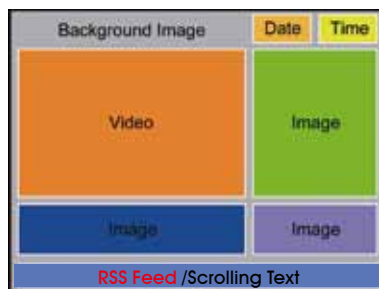 Background Image Date Time
Video Image
Image Image
RSS Feed /Scrolling Text